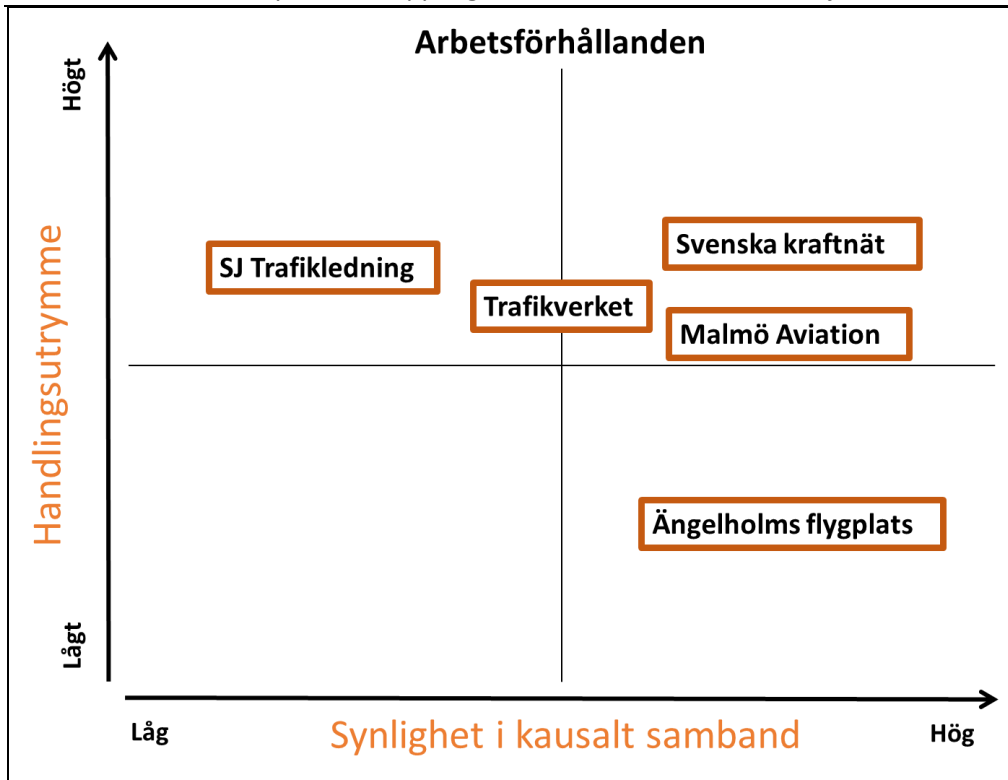 Arbetsförhållanden
Högt
Svenska kraftnät
SJ Trafikledning
Trafikverket
Malmö Aviation
Handlingsutrymme
Ängelholms flygplats
Lågt
Låg
Synlighet i kausalt samband
Hög